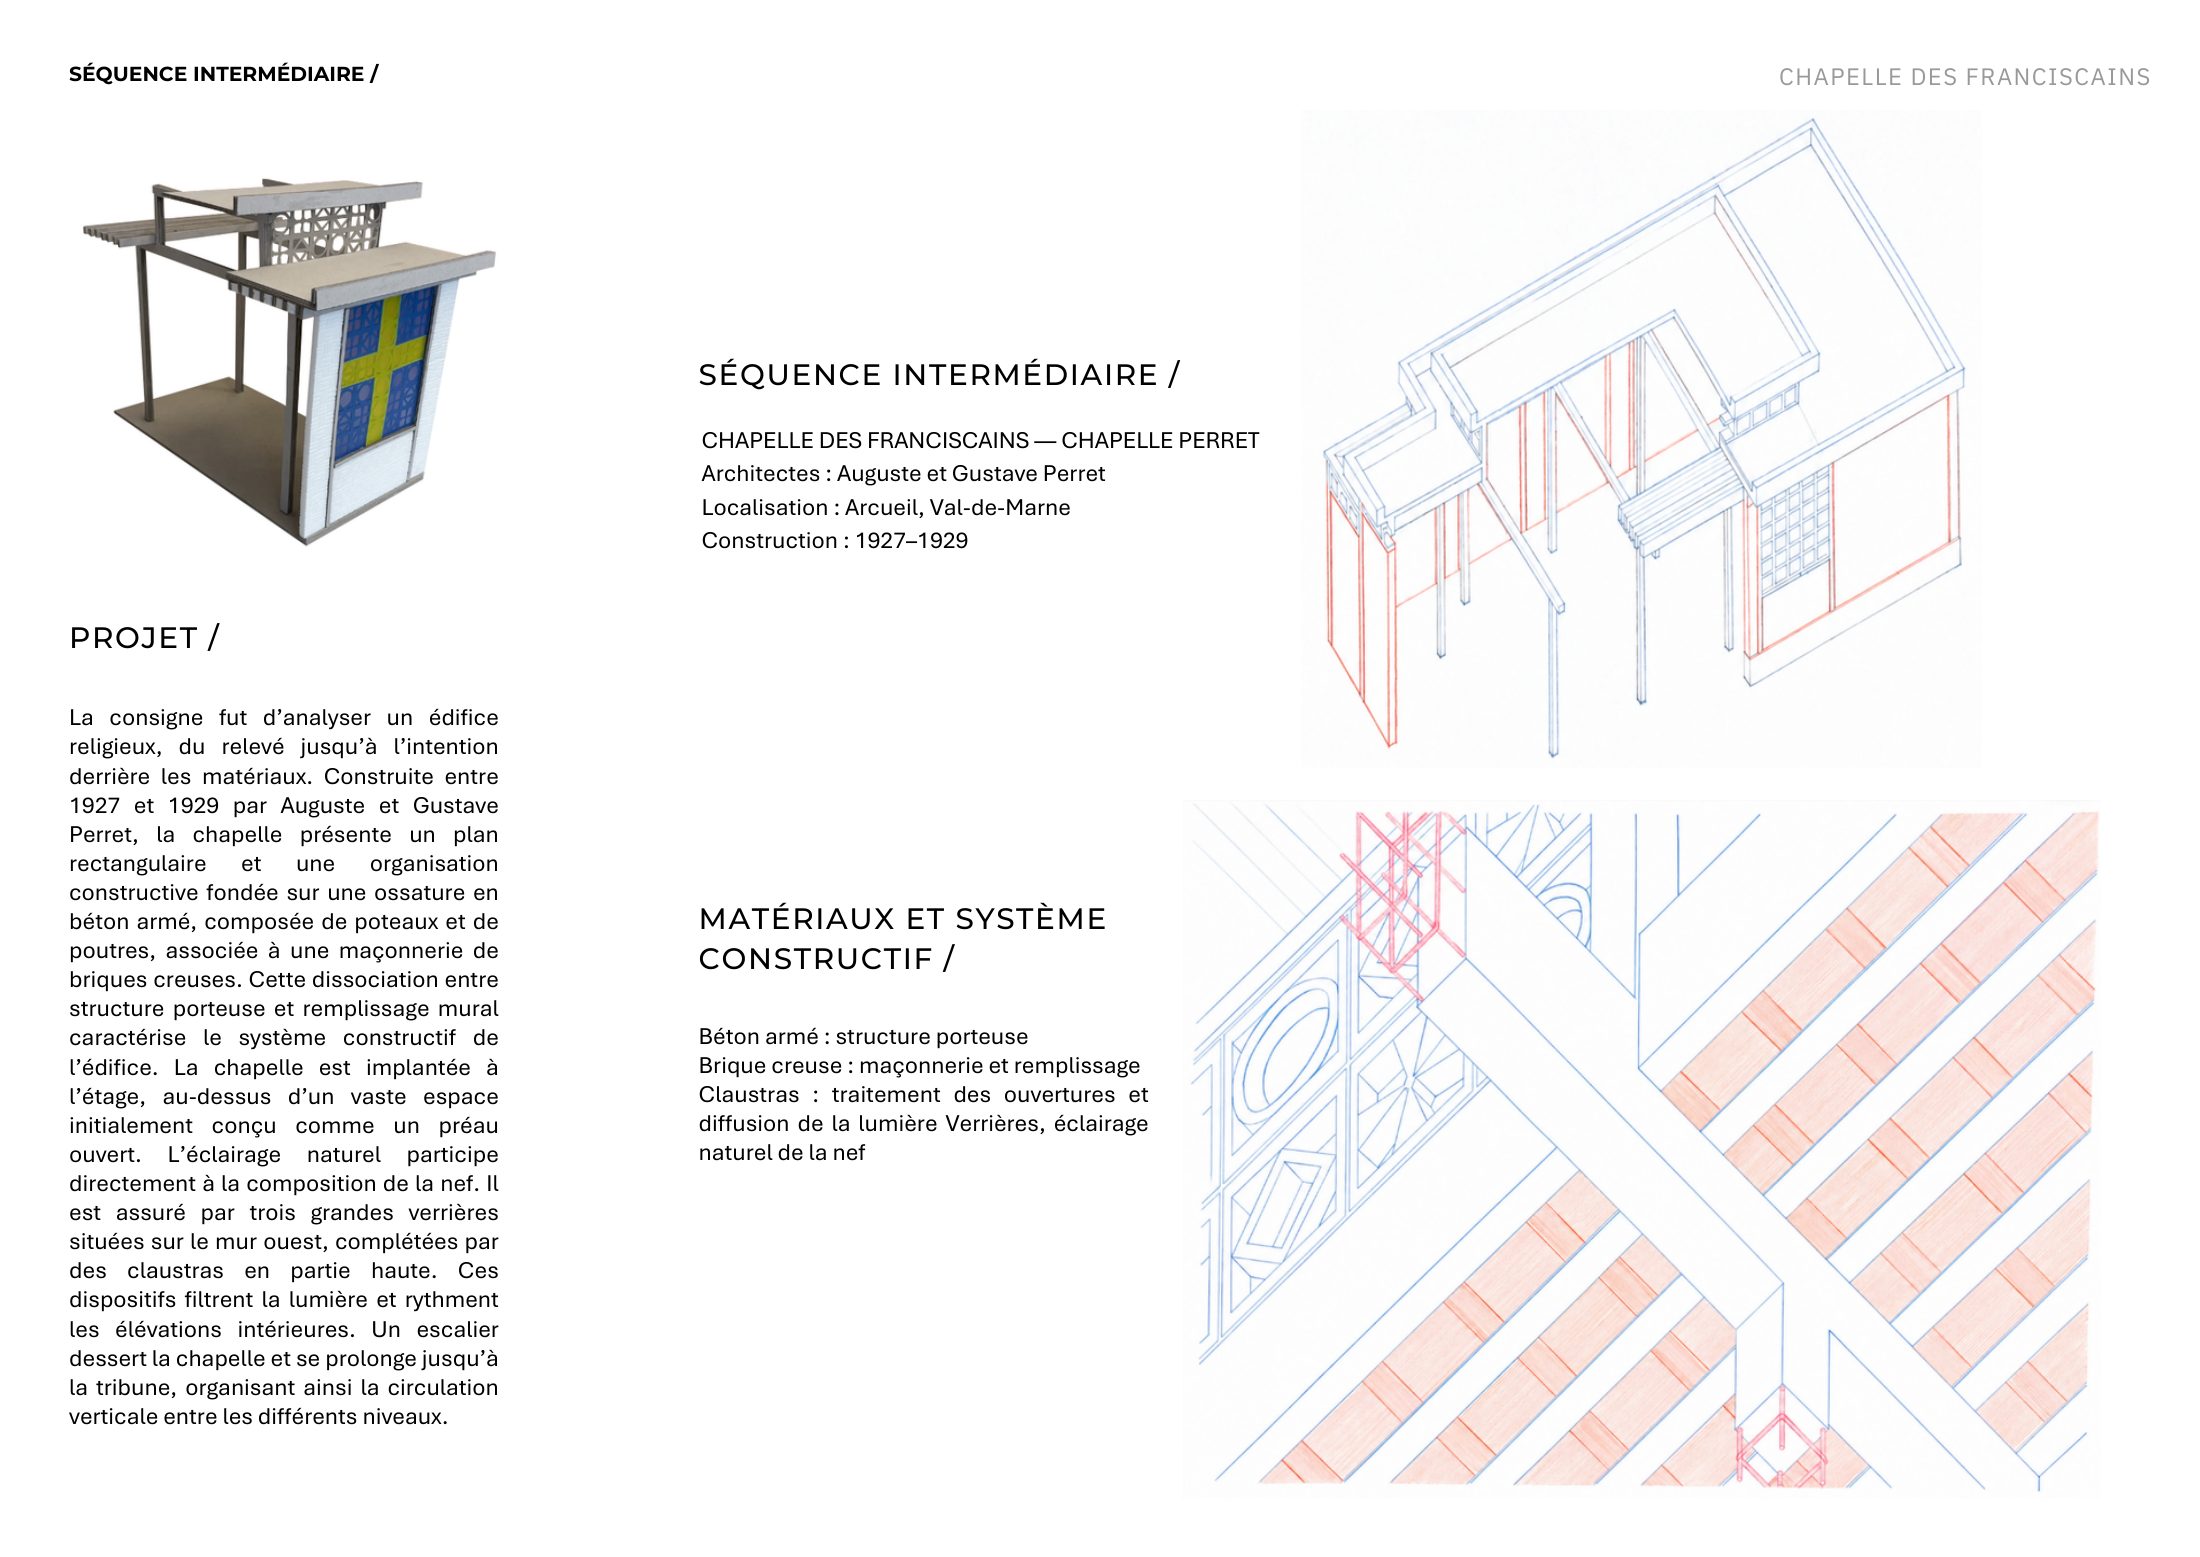 SÉQUENCE INTERMÉDIAIRE /
CHAPELLE DES FRANCISCAINS
PROJET /
La consigne fut d’analyser un édifice
religieux, du relevé jusqu’à l’intention
derrière les matériaux. Construite entre
1927 et 1929 par Auguste et Gustave
Perret, la chapelle présente un plan
rectangulaire et une organisation
constructive fondée sur une ossature en
béton armé, composée de poteaux et de
poutres, associée à une maçonnerie de
briques creuses. Cette dissociation entre
structure porteuse et remplissage mural
caractérise le système constructif de
l’édifice. La chapelle est implantée à
l’étage, au-dessus d’un vaste espace
initialement conçu comme un préau
ouvert. L’éclairage naturel participe
directement à la composition de la nef. Il
est assuré par trois grandes verrières
situées sur le mur ouest, complétées par
des claustras en partie haute. Ces
dispositifs filtrent la lumière et rythment
les élévations intérieures. Un escalier
dessert la chapelle et se prolonge jusqu’à
la tribune, organisant ainsi la circulation
verticale entre les différents niveaux.
SÉQUENCE INTERMÉDIAIRE /
CHAPELLE DES FRANCISCAINS — CHAPELLE PERRET
Architectes : Auguste et Gustave Perret
Localisation : Arcueil, Val-de-Marne
Construction : 1927–1929
MATÉRIAUX ET SYSTÈME
CONSTRUCTIF /
Béton armé : structure porteuse
Brique creuse : maçonnerie et remplissage
Claustras : traitement des ouvertures et
diffusion de la lumière Verrières, éclairage
naturel de la nef